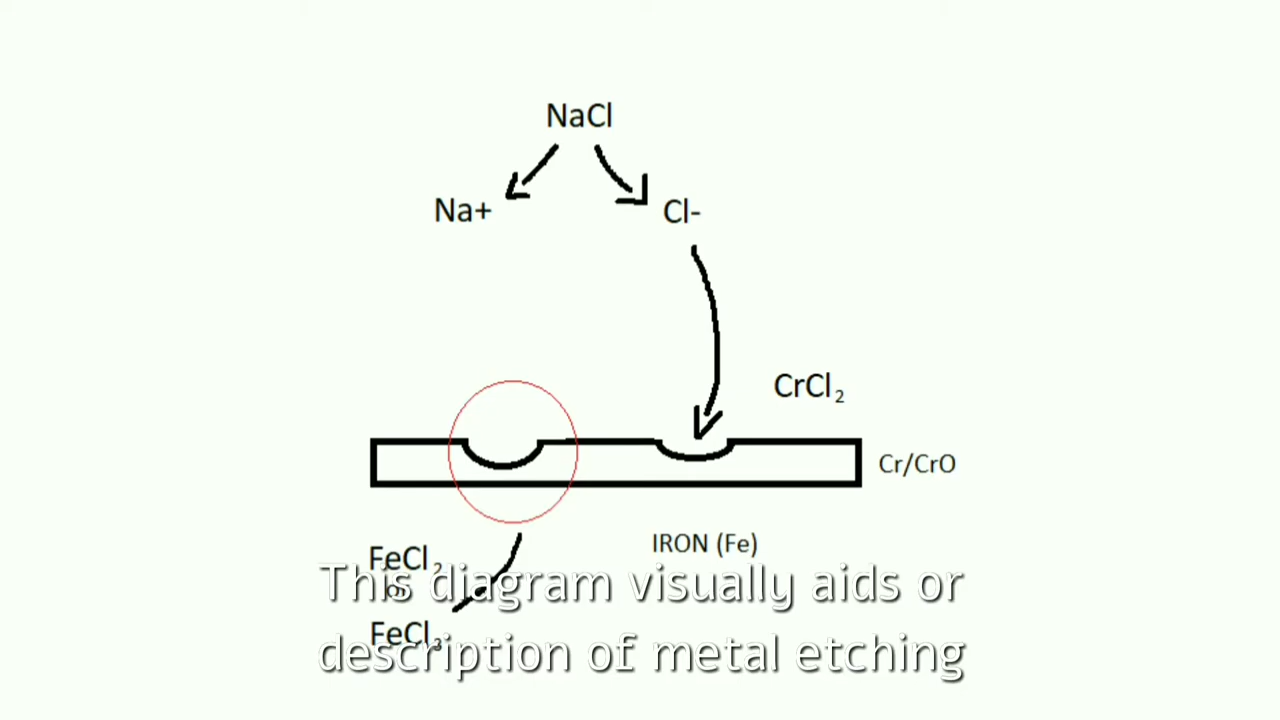 NaCl
Na+ Cl-
CrCl₂
Cr/CrO
IRON (Fe)
FeCl₂
or
FeCl₃
This diagram visually aids or
description of metal etching